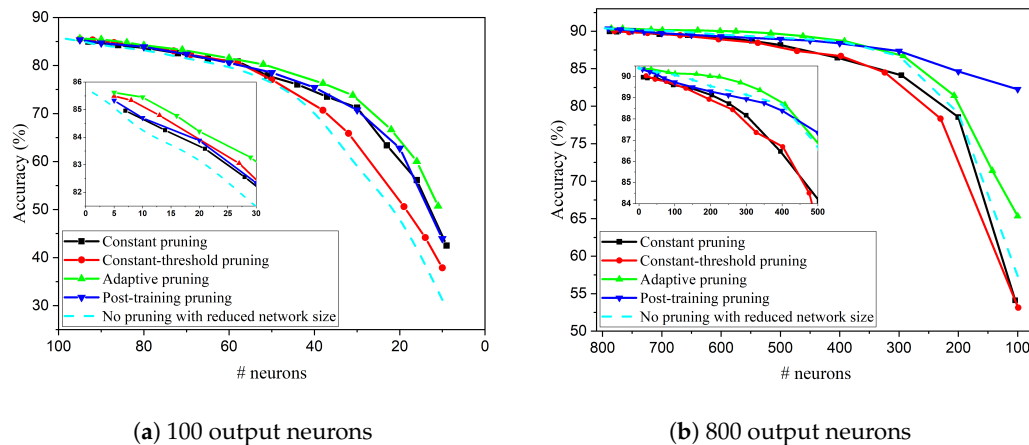 90
80
70
60
50
40
30
Accuracy (%)
86
85
84
83
82
0 5 10 15 20 25 30
Constant pruning
Constant-threshold pruning
Adaptive pruning
Post-training pruning
No pruning with reduced network size
100 80 60 40 20 0
# neurons
(a) 100 output neurons
90
85
80
75
70
65
60
55
50
Accuracy (%)
90
89
88
87
86
85
84
0 100 200 300 400 500
Constant pruning
Constant-threshold pruning
Adaptive pruning
Post-training pruning
No pruning with reduced network size
800 700 600 500 400 300 200 100
# neurons
(b) 800 output neurons